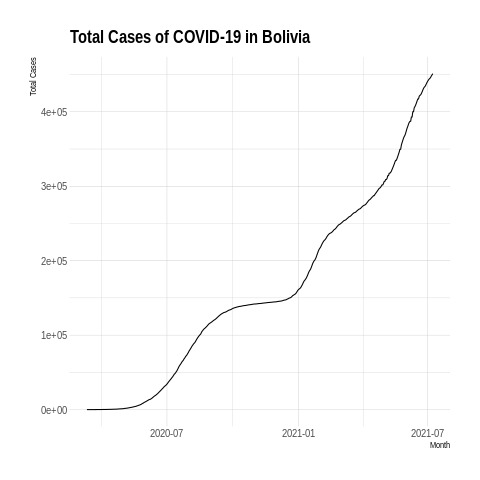 Total Cases of COVID-19 in Bolivia
Total Cases
4e+05
3e+05
2e+05
1e+05
0e+00
2020-07
2021-01
2021-07
Month